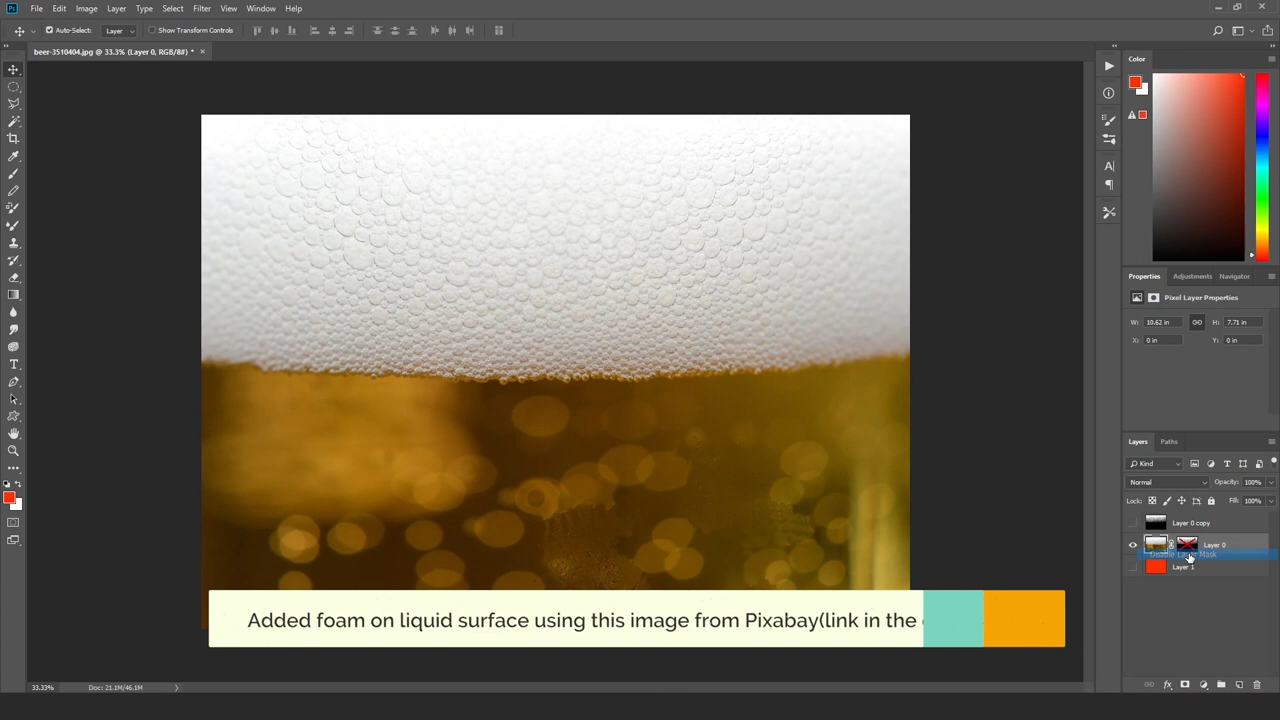 Ps File Edit Image Layer Type Select Filter View Window Help
Auto-Select: Layer Show Transform Controls
beer-3510404.jpg @ 33.3% (Layer 0, RGB/8#) *
Color
Properties Adjustments Navigator
Pixel Layer Properties
W: 10.62 in H: 7.71 in
X: 0 in Y: 0 in
Layers Paths
Kind
Normal Opacity: 100%
Lock: Fill: 100%
Layer 0 copy
Layer 0
Disable Layer Mask
Layer 1
Added foam on liquid surface using this image from Pixabay(link in the
33.33% Doc: 21.1M/46.1M